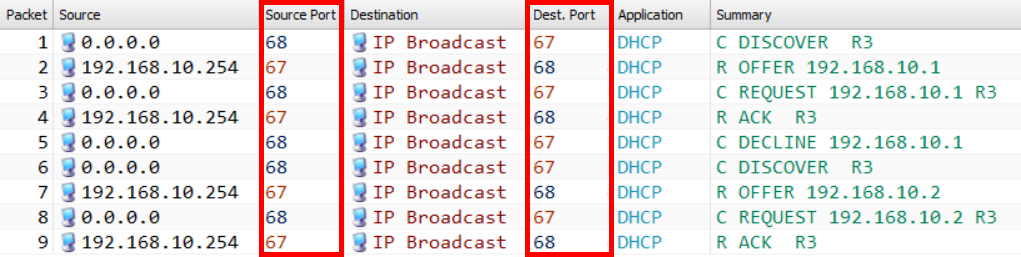 Packet Source Source Port Destination Dest. Port Application Summary
1 0.0.0.0 68 IP Broadcast 67 DHCP C DISCOVER R3
2 192.168.10.254 67 IP Broadcast 68 DHCP R OFFER 192.168.10.1
3 0.0.0.0 68 IP Broadcast 67 DHCP C REQUEST 192.168.10.1 R3
4 192.168.10.254 67 IP Broadcast 68 DHCP R ACK R3
5 0.0.0.0 68 IP Broadcast 67 DHCP C DECLINE 192.168.10.1
6 0.0.0.0 68 IP Broadcast 67 DHCP C DISCOVER R3
7 192.168.10.254 67 IP Broadcast 68 DHCP R OFFER 192.168.10.2
8 0.0.0.0 68 IP Broadcast 67 DHCP C REQUEST 192.168.10.2 R3
9 192.168.10.254 67 IP Broadcast 68 DHCP R ACK R3